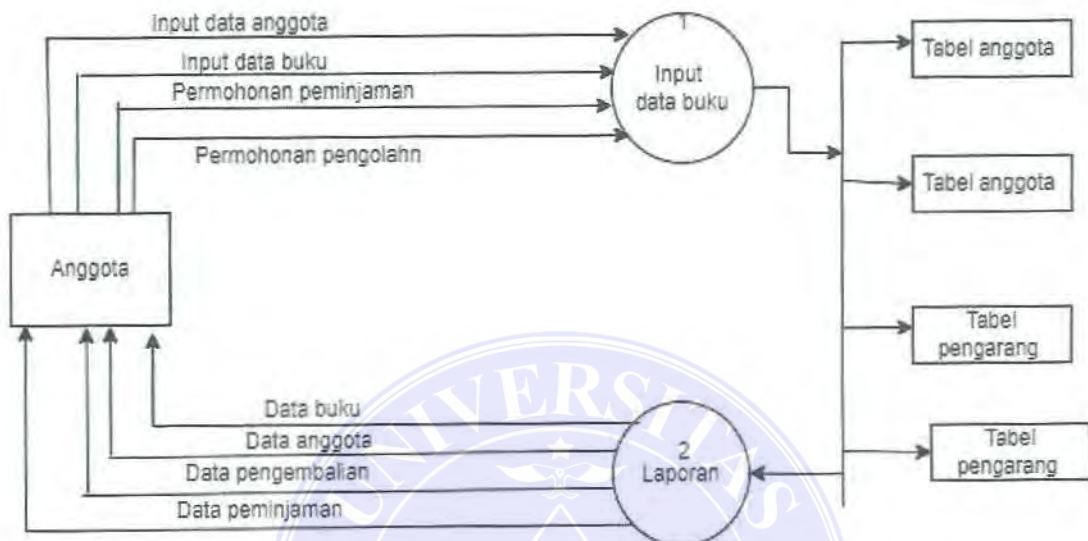 Input data anggota
1
Tabel anggota
Input data buku
Input
data buku
Permohonan peminjaman
Permohonan pengolahn
Tabel anggota
Anggota
Tabel
pengarang
Data buku
Data anggota
Data pengembalian
Data peminjaman
2
Laporan
Tabel
pengarang
UNIVERSITAS